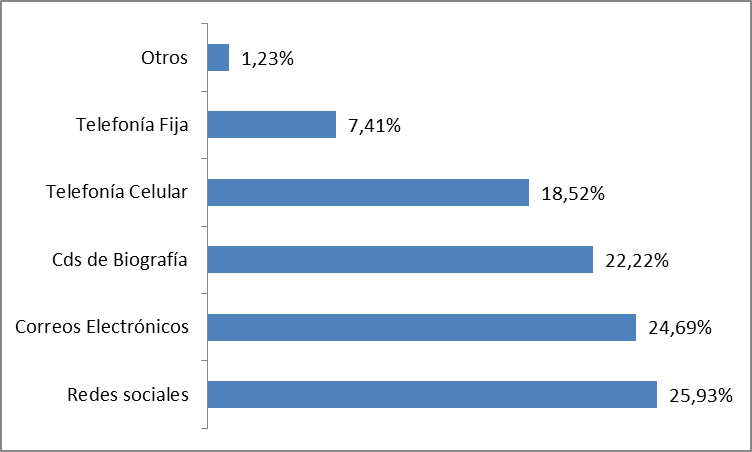 Otros 1,23%
Telefonía Fija 7,41%
Telefonía Celular 18,52%
Cds de Biografía 22,22%
Correos Electrónicos 24,69%
Redes sociales 25,93%